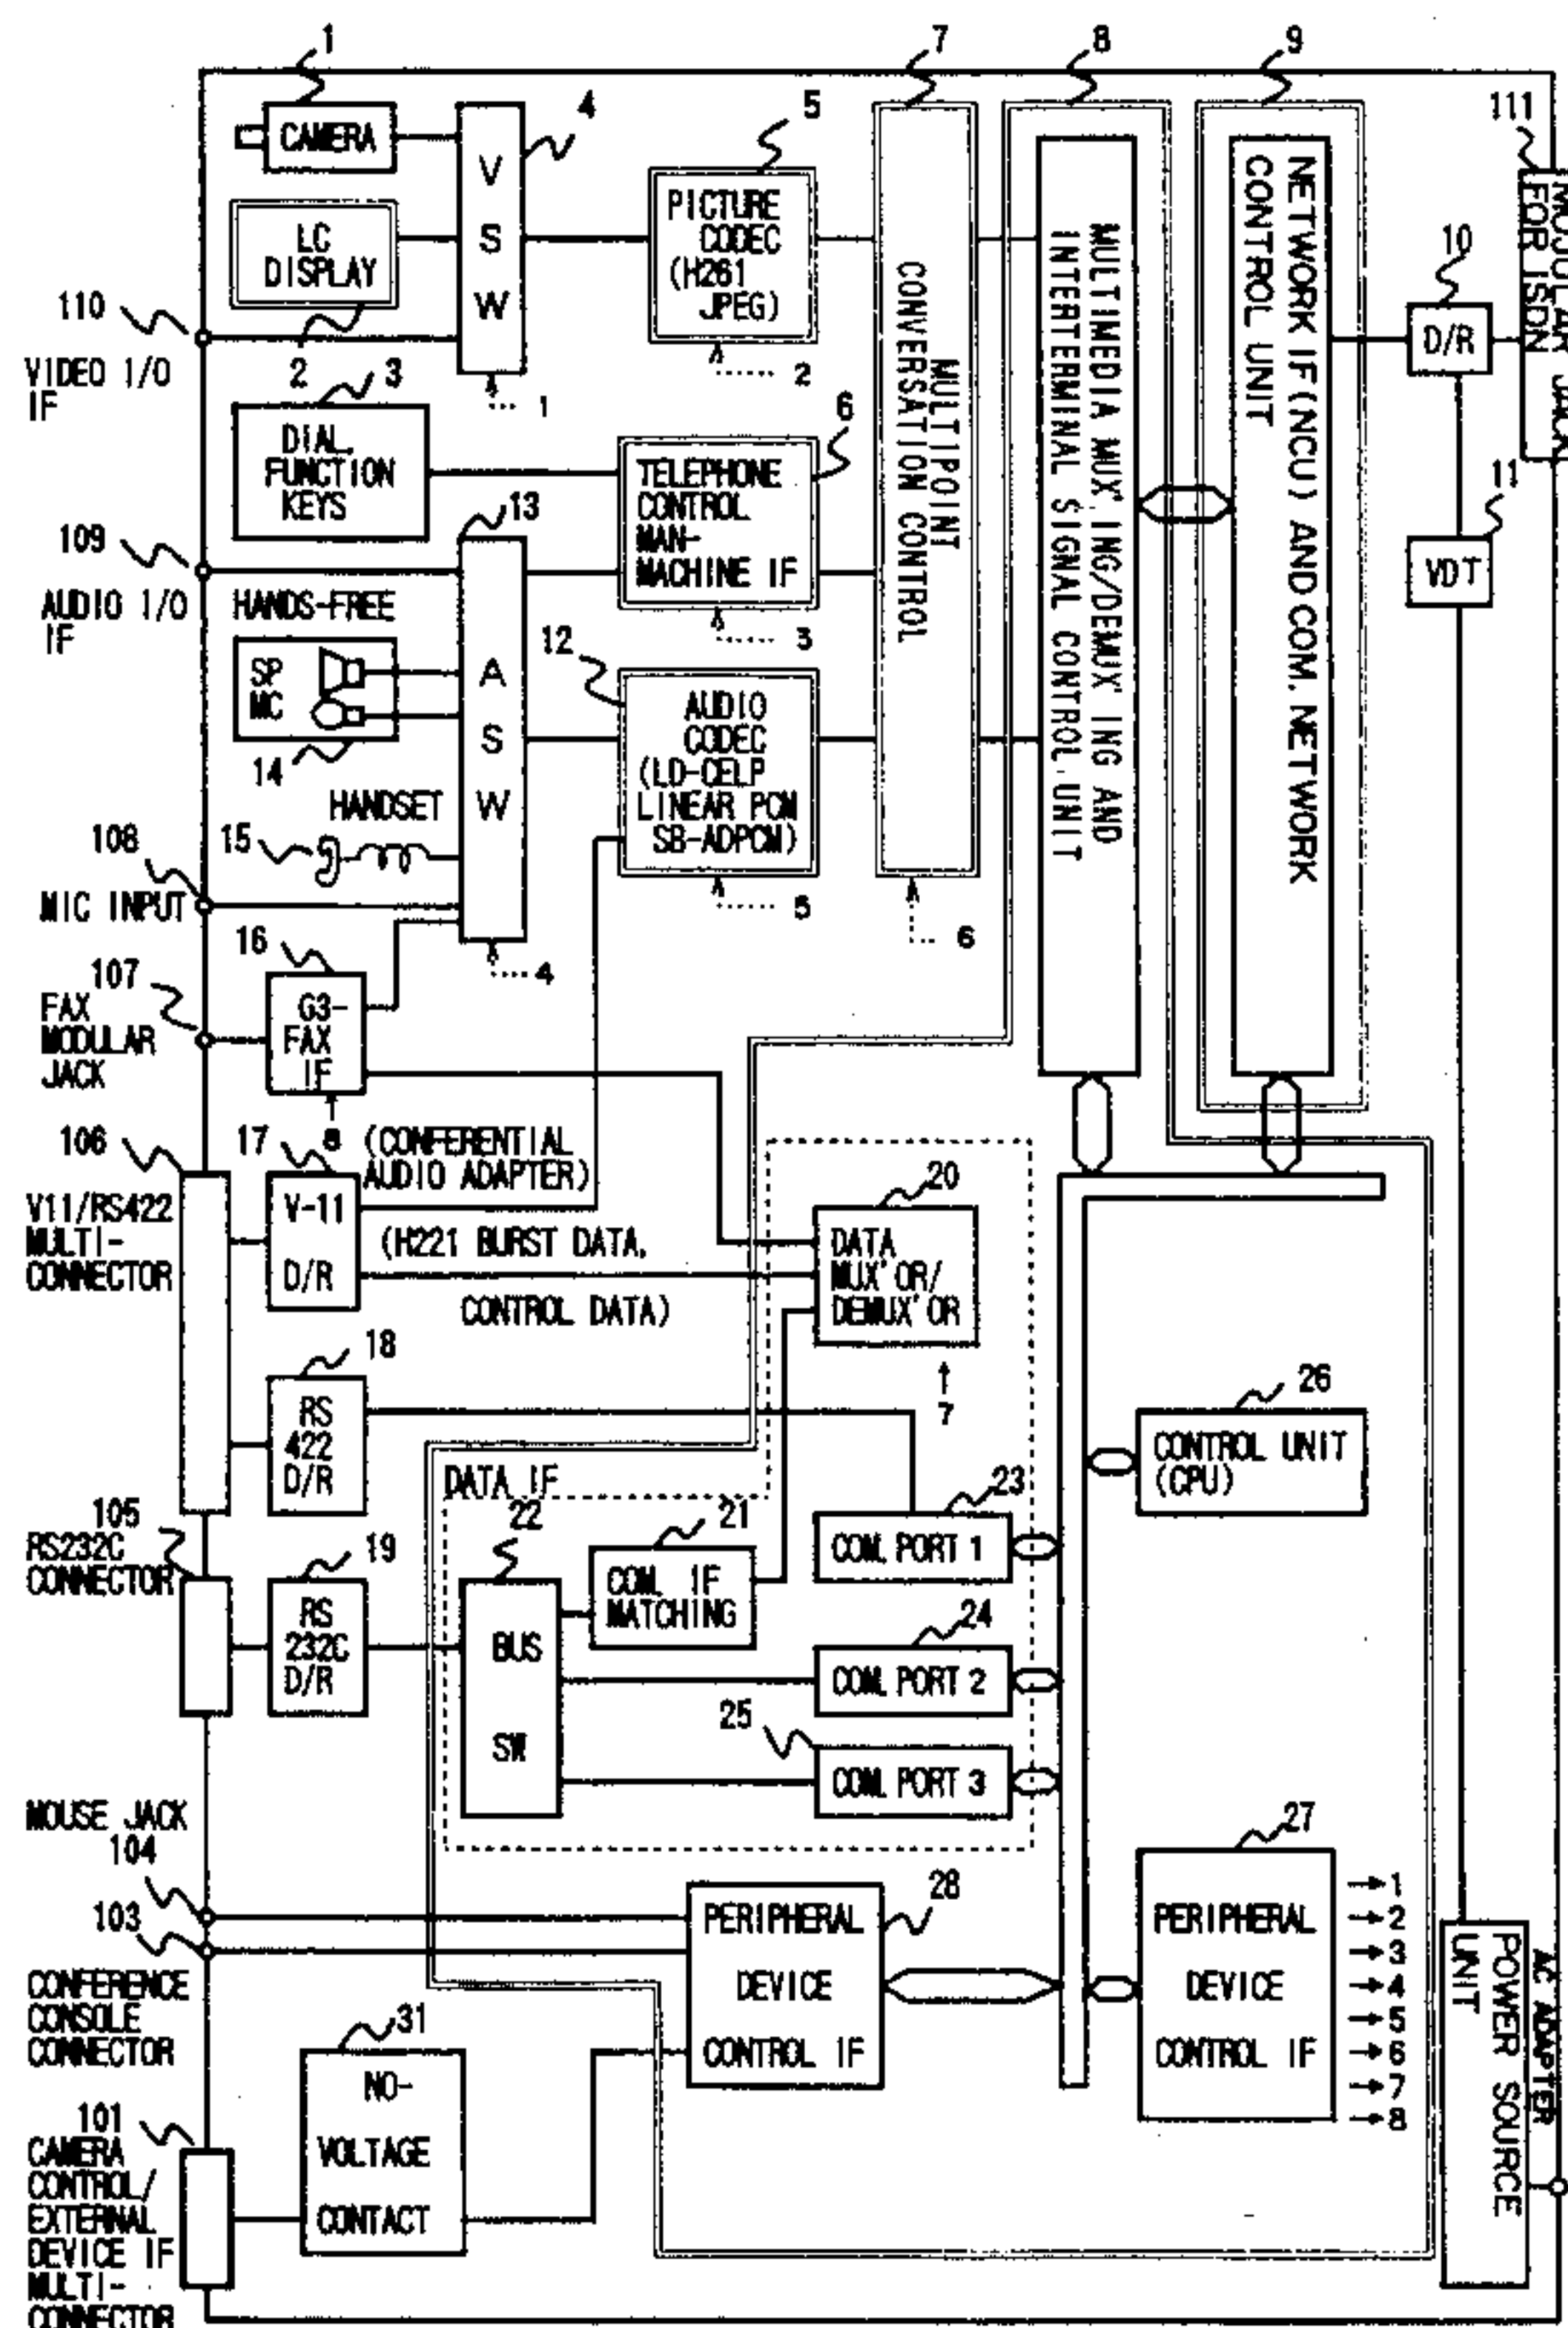 1
7
8
9
CAMERA
V
S
W
4
5
111
MODULAR JACK
FOR ISDN
LC
DISPLAY
PICTURE
CODEC
(H261
JPEG)
10
D/R
110
VIDEO I/O
IF
2
3
1
2
DIAL,
FUNCTION
KEYS
6
TELEPHONE
CONTROL
MAN-
MACHINE IF
3
MULTIPOINT
CONVERSATION CONTROL
MULTIMEDIA MUX'ING/DEMUX'ING AND
INTERTERMINAL SIGNAL CONTROL UNIT
NETWORK IF(NCU) AND COM. NETWORK
CONTROL UNIT
11
VDT
13
109
AUDIO I/O
IF
HANDS-FREE
SP
MC
14
A
S
W
12
AUDIO
CODEC
(LD-CELP
LINEAR PCM
SB-ADPCM)
5
6
HANDSET
15
108
MIC INPUT
4
16
107
FAX
MODULAR
JACK
G3-
FAX
IF
8
106
V11/RS422
MULTI-
CONNECTOR
17
V-11
D/R
(CONFERENTIAL
AUDIO ADAPTER)
(H221 BURST DATA,
CONTROL DATA)
20
DATA
MUX'OR/
DEMUX'OR
7
18
RS
422
D/R
DATA IF
26
CONTROL UNIT
(CPU)
105
RS232C
CONNECTOR
19
RS
232C
D/R
22
BUS
SW
21
COM. IF
MATCHING
23
COM. PORT 1
24
COM. PORT 2
25
COM. PORT 3
MOUSE JACK
104
103
CONFERENCE
CONSOLE
CONNECTOR
28
PERIPHERAL
DEVICE
CONTROL IF
27
PERIPHERAL
DEVICE
CONTROL IF
1
2
3
4
5
6
7
8
POWER SOURCE
UNIT
AC ADAPTER
31
NO-
VOLTAGE
CONTACT
101
CAMERA
CONTROL/
EXTERNAL
DEVICE IF
MULTI-
CONNECTOR